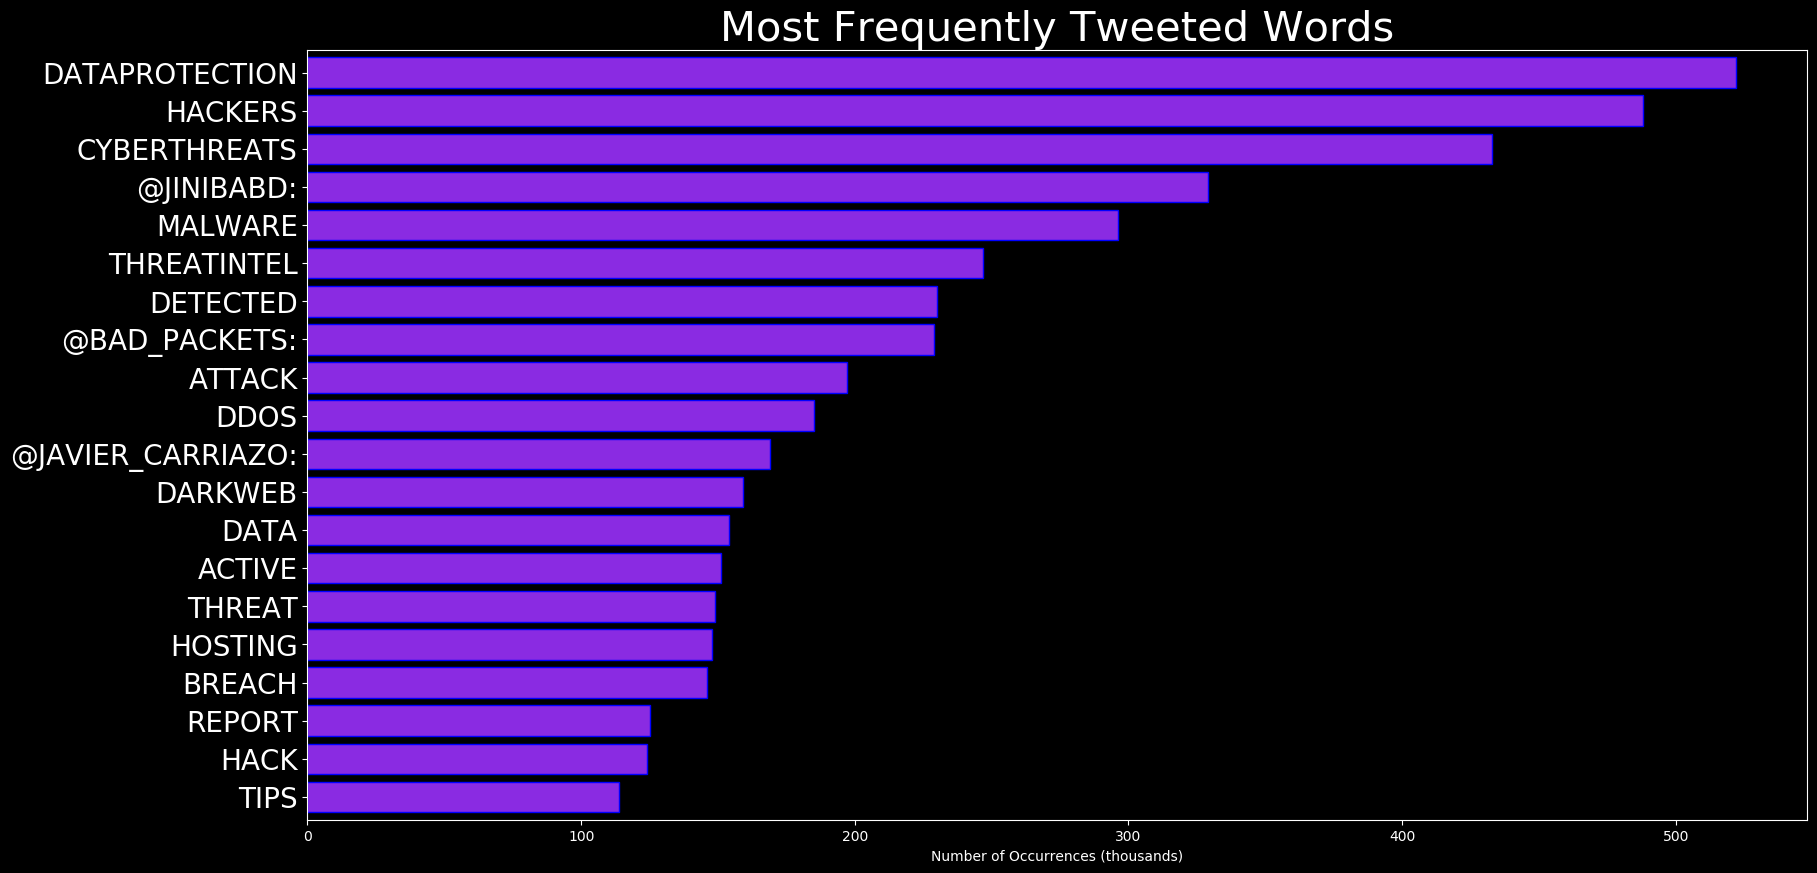 Most Frequently Tweeted Words
DATAPROTECTION
HACKERS
CYBERTHREATS
@JINIBABD:
MALWARE
THREATINTEL
DETECTED
@BAD_PACKETS:
ATTACK
DDOS
@JAVIER_CARRIAZO:
DARKWEB
DATA
ACTIVE
THREAT
HOSTING
BREACH
REPORT
HACK
TIPS
0 100 200 300 400 500
Number of Occurrences (thousands)